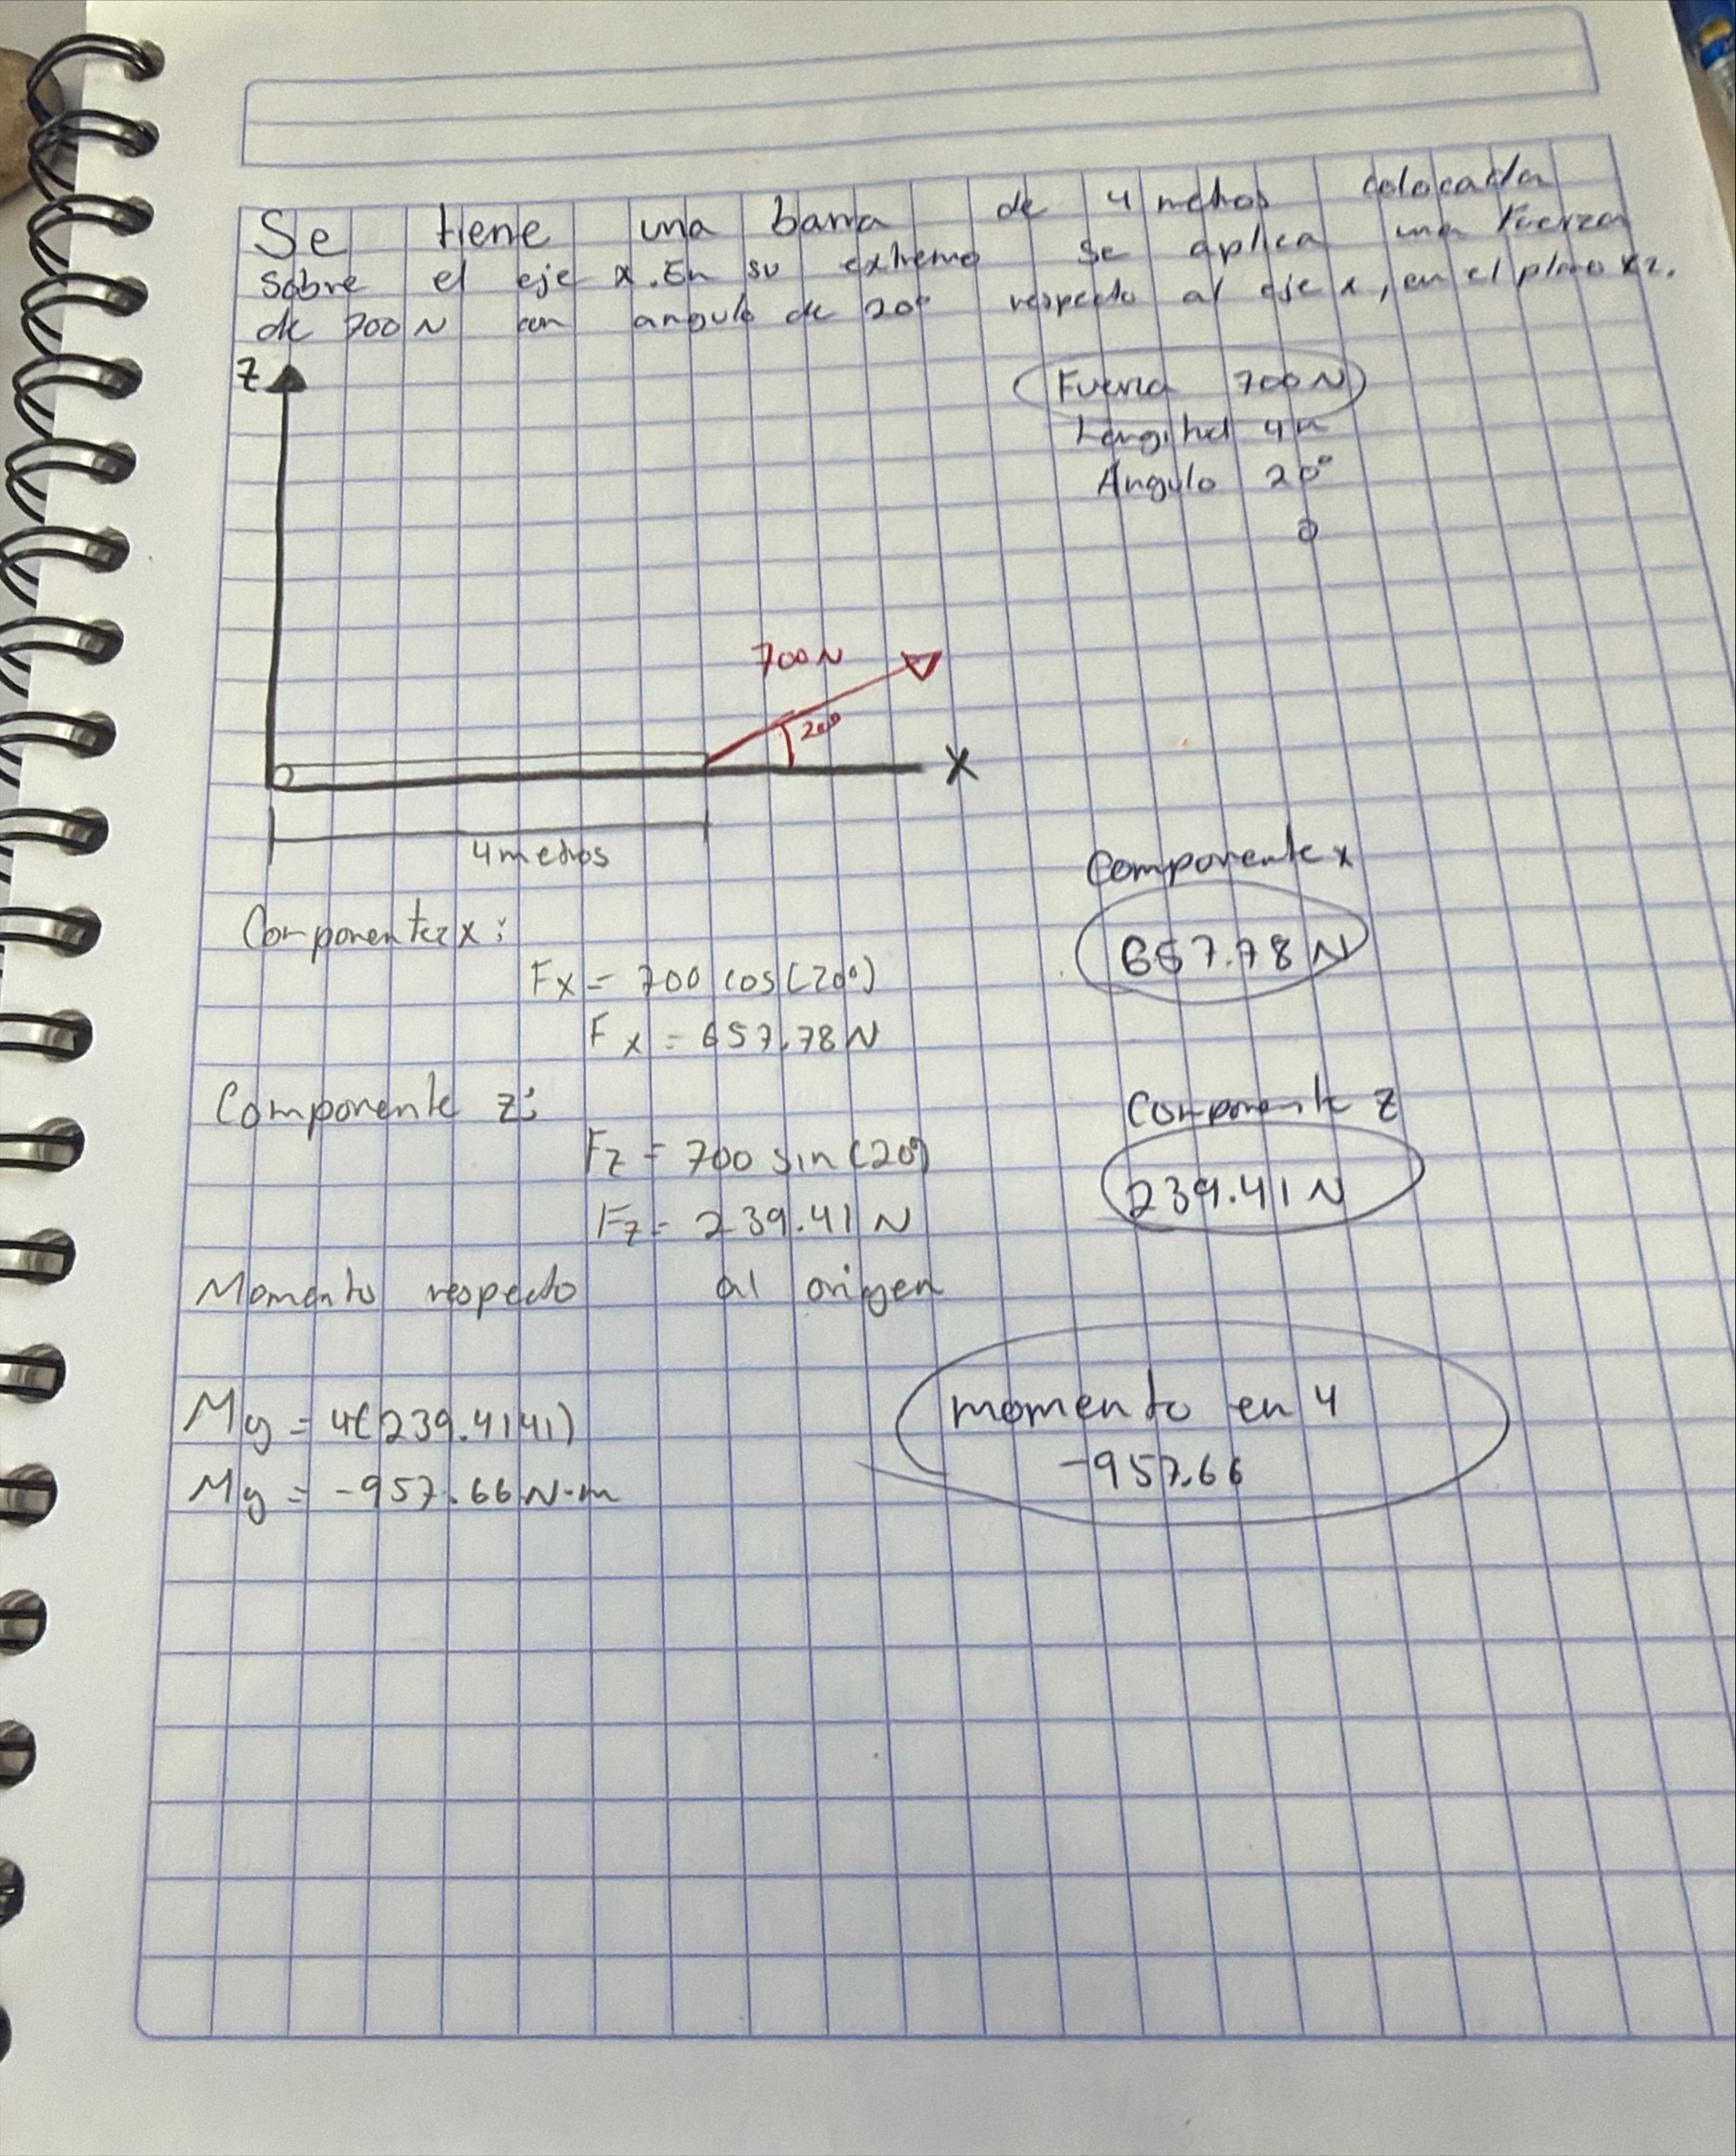 Se tiene una barra de 4 metros colocada
sobre el eje x. En su extremo se aplica una Fuerza
de 700 N con angulo de 20° respecto al eje x, en el plano xz.
z
Fuerza 700 N
Longitud 4m
Angulo 20°
0
700 N
20°
X
4 metros
Componente x
Componente x:
657.78 N
Fx = 700 cos(20°)
Fx = 657.78 N
Componente z:
Componente z
Fz = 700 sin(20°)
239.41 N
Fz = 239.41 N
Momento respecto al origen
momento en y
My = 4(239.4141)
-957.66
My = -957.66 N·m